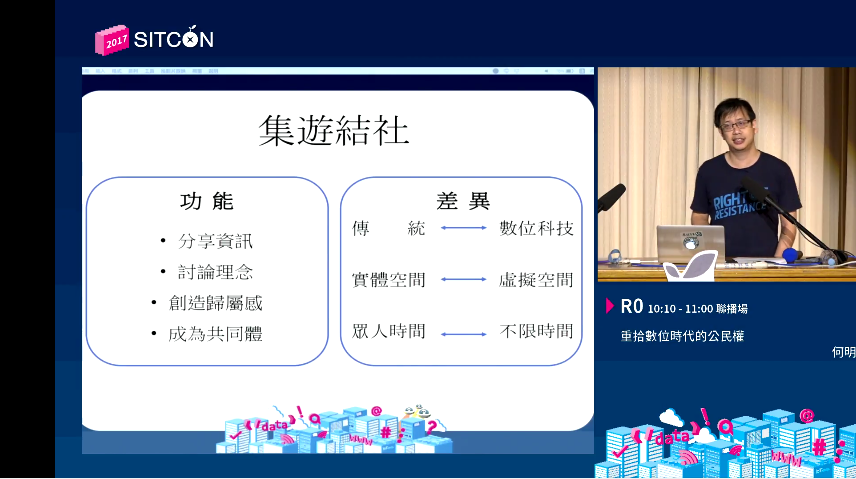 2017 SITCON
集遊結社
功能
分享資訊
討論理念
創造歸屬感
成為共同體
差異
傳統 數位科技
實體空間 虛擬空間
眾人時間 不限時間
RIGHT
RESISTANCE
R0 10:10 - 11:00 聯播場
重拾數位時代的公民權
何明
data
@
www
#
?
data
@
www
#